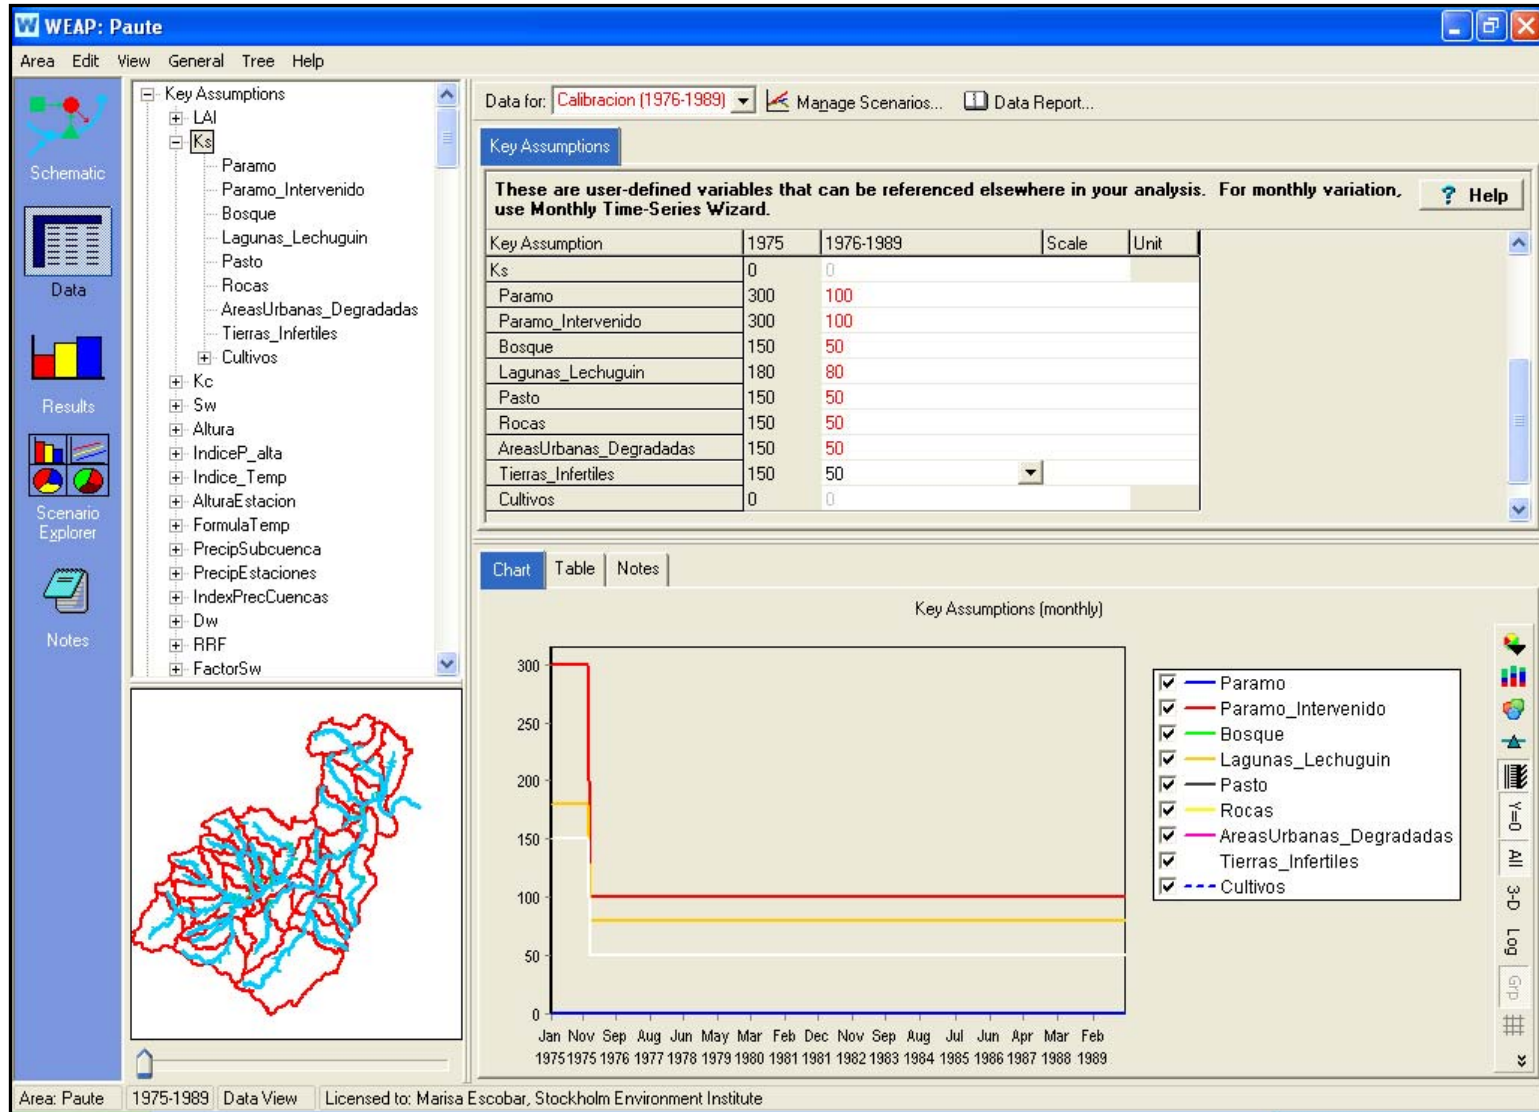 WEAP: Paute
Area Edit View General Tree Help
Schematic
Data
Results
Scenario
Explorer
Notes
Key Assumptions
LAI
Ks
Paramo
Paramo_Intervenido
Bosque
Lagunas_Lechuguin
Pasto
Rocas
AreasUrbanas_Degradadas
Tierras_Infertiles
Cultivos
Kc
Sw
Altura
IndiceP_alta
Indice_Temp
AlturaEstacion
FormulaTemp
PrecipSubcuenca
PrecipEstaciones
IndexPrecCuencas
Dw
RRF
FactorSw
Data for: Calibracion (1976-1989) Manage Scenarios... Data Report...
Key Assumptions
These are user-defined variables that can be referenced elsewhere in your analysis. For monthly variation,
use Monthly Time-Series Wizard.
? Help
Key Assumption 1975 1976-1989 Scale Unit
Ks 0 0
Paramo 300 100
Paramo_Intervenido 300 100
Bosque 150 50
Lagunas_Lechuguin 180 80
Pasto 150 50
Rocas 150 50
AreasUrbanas_Degradadas 150 50
Tierras_Infertiles 150 50
Cultivos 0 0
Chart Table Notes
Key Assumptions (monthly)
300
250
200
150
100
50
0
Jan Nov Sep Aug Jun May Mar Feb Dec Nov Sep Aug Jul Jun Apr Mar Feb
1975 1975 1976 1977 1978 1979 1980 1981 1981 1982 1983 1984 1985 1986 1987 1988 1989
Paramo
Paramo_Intervenido
Bosque
Lagunas_Lechuguin
Pasto
Rocas
AreasUrbanas_Degradadas
Tierras_Infertiles
Cultivos
Y=0
All
3-D
Log
Grp
Area: Paute 1975-1989 Data View Licensed to: Marisa Escobar, Stockholm Environment Institute